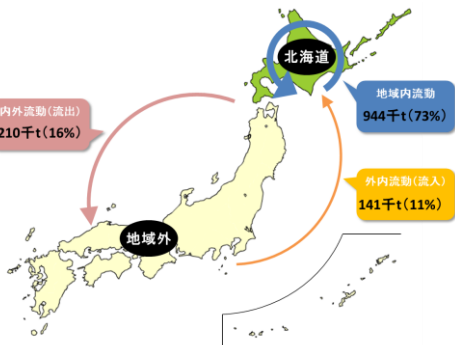 北海道
内外流動(流出)
210千t(16%)
地域内流動
944千t(73%)
外内流動(流入)
141千t(11%)
地域外